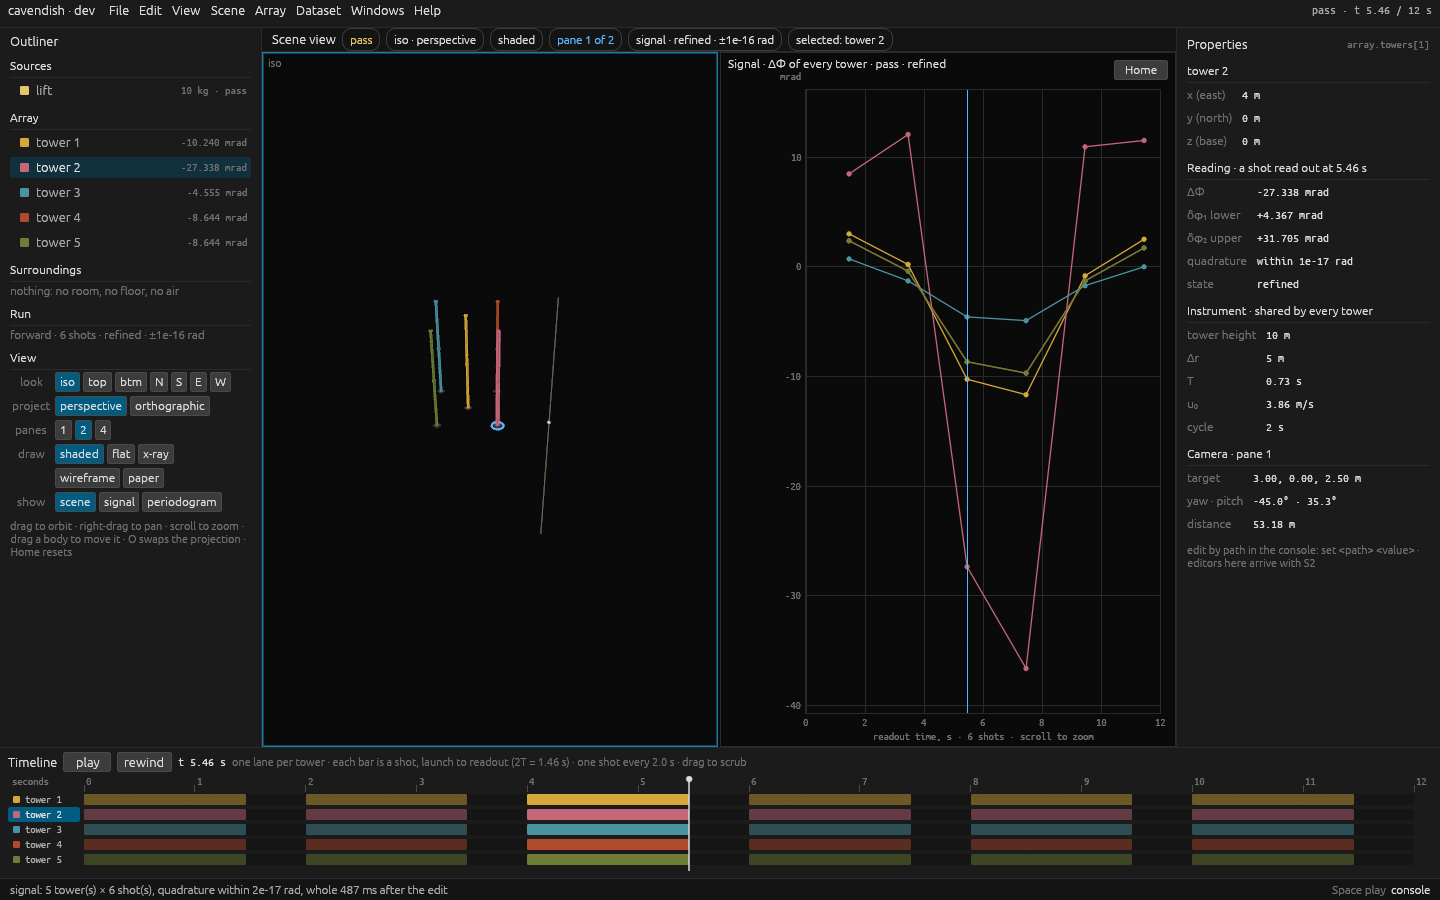 cavendish · dev File Edit View Scene Array Dataset Windows Help
pass · t 5.46 / 12 s
Outliner
Sources
lift 10 kg · pass
Array
tower 1 -10.240 mrad
tower 2 -27.338 mrad
tower 3 -4.555 mrad
tower 4 -8.644 mrad
tower 5 -8.644 mrad
Surroundings
nothing: no room, no floor, no air
Run
forward · 6 shots · refined · ±1e-16 rad
View
look iso top btm N S E W
project perspective orthographic
panes 1 2 4
draw shaded flat x-ray
wireframe paper
show scene signal periodogram
drag to orbit · right-drag to pan · scroll to zoom ·
drag a body to move it · O swaps the projection ·
Home resets
Scene view pass iso · perspective shaded pane 1 of 2 signal · refined · ±1e-16 rad selected: tower 2
iso
Signal · ΔΦ of every tower · pass · refined
Home
mrad
10
0
-10
-20
-30
-40
0 2 4 6 8 10 12
readout time, s · 6 shots · scroll to zoom
Properties array.towers[1]
tower 2
x (east) 4 m
y (north) 0 m
z (base) 0 m
Reading · a shot read out at 5.46 s
ΔΦ -27.338 mrad
δφ₁ lower +4.367 mrad
δφ₂ upper +31.705 mrad
quadrature within 1e-17 rad
state refined
Instrument · shared by every tower
tower height 10 m
Δr 5 m
T 0.73 s
u₀ 3.86 m/s
cycle 2 s
Camera · pane 1
target 3.00, 0.00, 2.50 m
yaw · pitch -45.0° · 35.3°
distance 53.18 m
edit by path in the console: set <path> <value> ·
editors here arrive with S2
Timeline play rewind t 5.46 s one lane per tower · each bar is a shot, launch to readout (2T = 1.46 s) · one shot every 2.0 s · drag to scrub
seconds 0 1 2 3 4 5 6 7 8 9 10 11 12
tower 1
tower 2
tower 3
tower 4
tower 5
signal: 5 tower(s) × 6 shot(s), quadrature within 2e-17 rad, whole 487 ms after the edit
Space play console